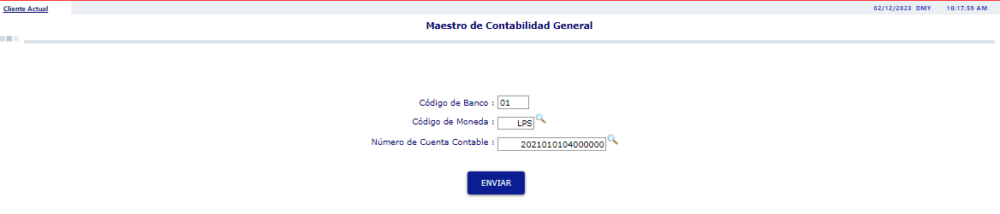 Cliente Actual 02/12/2023 DMY 10:17:59 AM
Maestro de Contabilidad General
Código de Banco : 01
Código de Moneda : LPS
Número de Cuenta Contable : 2021010104000000
ENVIAR